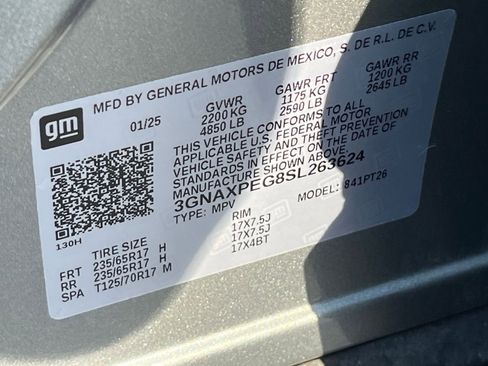 gm
MFD BY GENERAL MOTORS DE MEXICO, S. DE R.L. DE C.V.
01/25 GVWR GAWR FRT GAWR RR
2200 KG 1175 KG 1200 KG
4850 LB 2590 LB 2645 LB
THIS VEHICLE CONFORMS TO ALL
APPLICABLE U.S. FEDERAL MOTOR
VEHICLE SAFETY AND THEFT PREVENTION
STANDARDS IN EFFECT ON THE DATE OF
MANUFACTURE SHOWN ABOVE.
3GNAXPEG8SL263624
TYPE: MPV MODEL: 841PT26
130H
TIRE SIZE RIM
FRT 235/65R17 H 17X7.5J
RR 235/65R17 H 17X7.5J
SPA T125/70R17 M 17X4BT